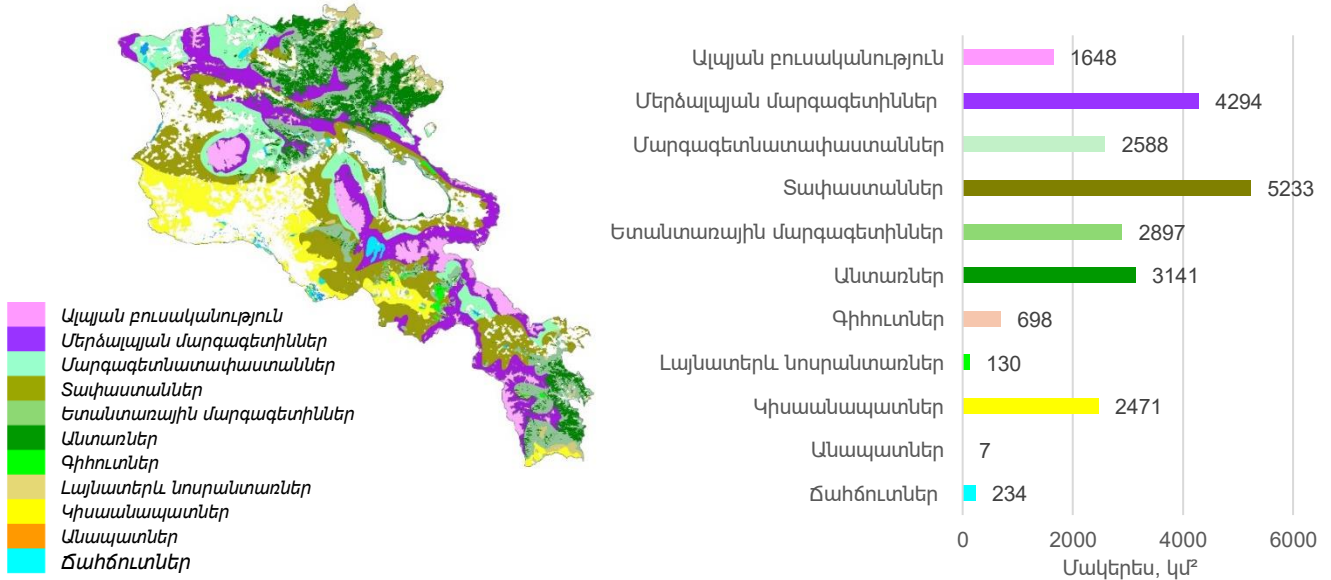 Ալպյան բուսականություն
Մերձալպյան մարգագետիններ
Մարգագետնատափաստաններ
Տափաստաններ
Ետանտառային մարգագետիններ
Անտառներ
Գիհուտներ
Լայնատերև նոսրանտառներ
Կիսաանապատներ
Անապատներ
Ճահճուտներ
Ալպյան բուսականություն 1648
Մերձալպյան մարգագետիններ 4294
Մարգագետնատափաստաններ 2588
Տափաստաններ 5233
Ետանտառային մարգագետիններ 2897
Անտառներ 3141
Գիհուտներ 698
Լայնատերև նոսրանտառներ 130
Կիսաանապատներ 2471
Անապատներ 7
Ճահճուտներ 234
0 2000 4000 6000
Մակերես, կմ²